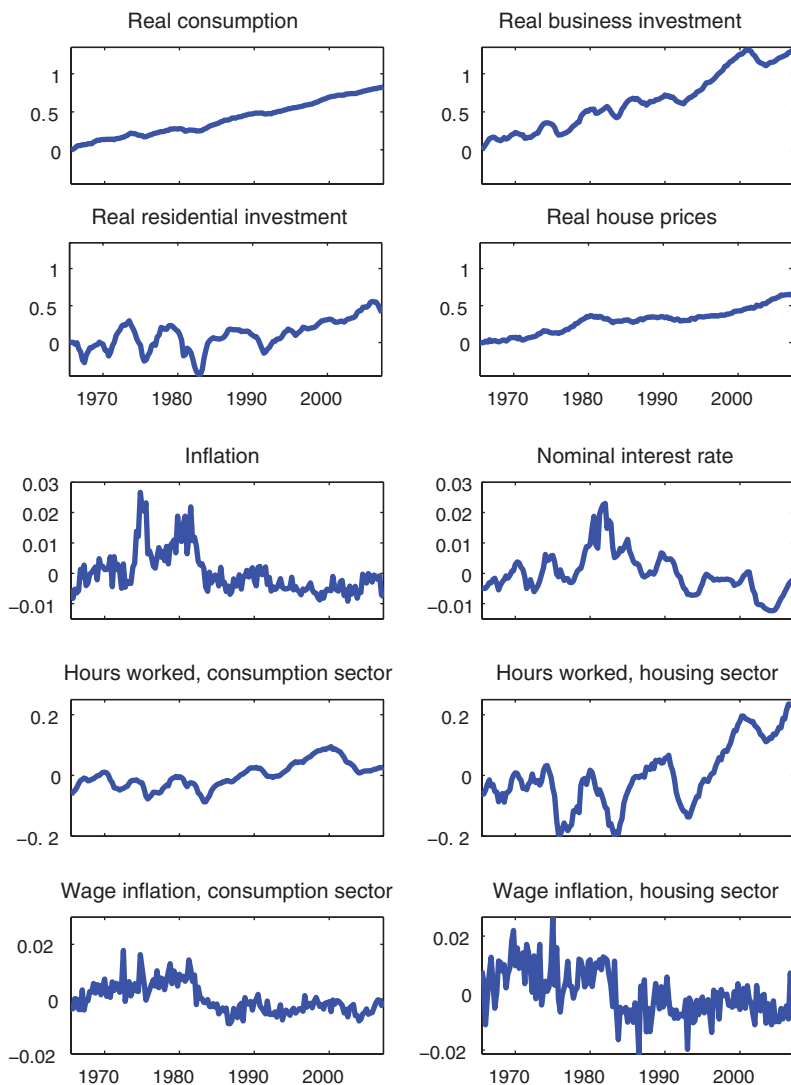 Real consumption
1
0.5
0
Real business investment
1
0.5
0
Real residential investment
1
0.5
0
1970 1980 1990 2000
Real house prices
1
0.5
0
1970 1980 1990 2000
Inflation
0.03
0.02
0.01
0
−0.01
Nominal interest rate
0.03
0.02
0.01
0
−0.01
Hours worked, consumption sector
0.2
0
−0. 2
Hours worked, housing sector
0.2
0
−0. 2
Wage inflation, consumption sector
0.02
0
−0.02
1970 1980 1990 2000
Wage inflation, housing sector
0.02
0
−0.02
1970 1980 1990 2000